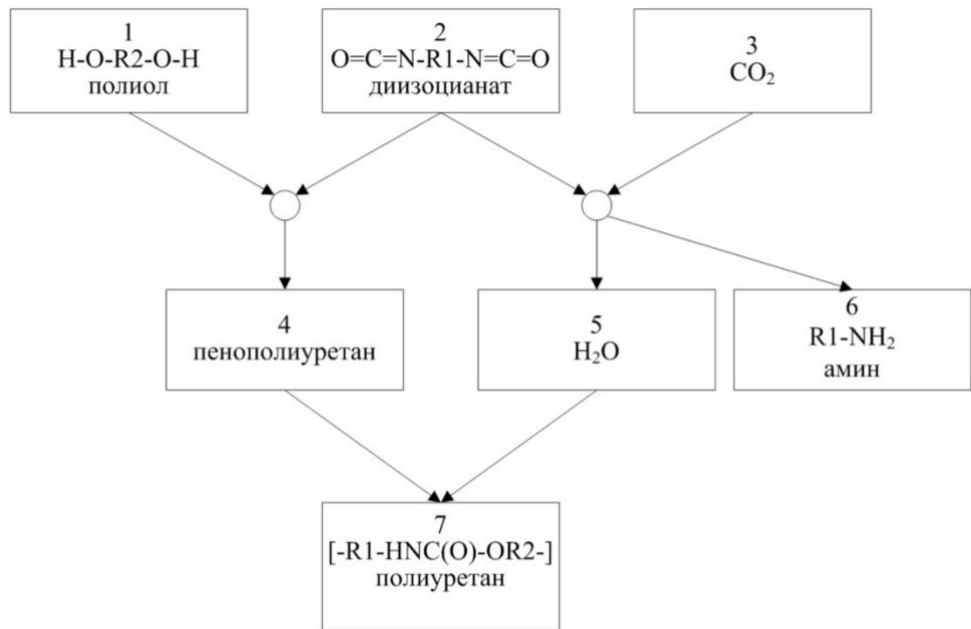 1
H-O-R2-O-H
полиол
2
O=C=N-R1-N=C=O
диизоцианат
3
CO₂
4
пенополиуретан
5
H₂O
6
R1-NH₂
амин
7
[-R1-HNC(O)-OR2-]
полиуретан